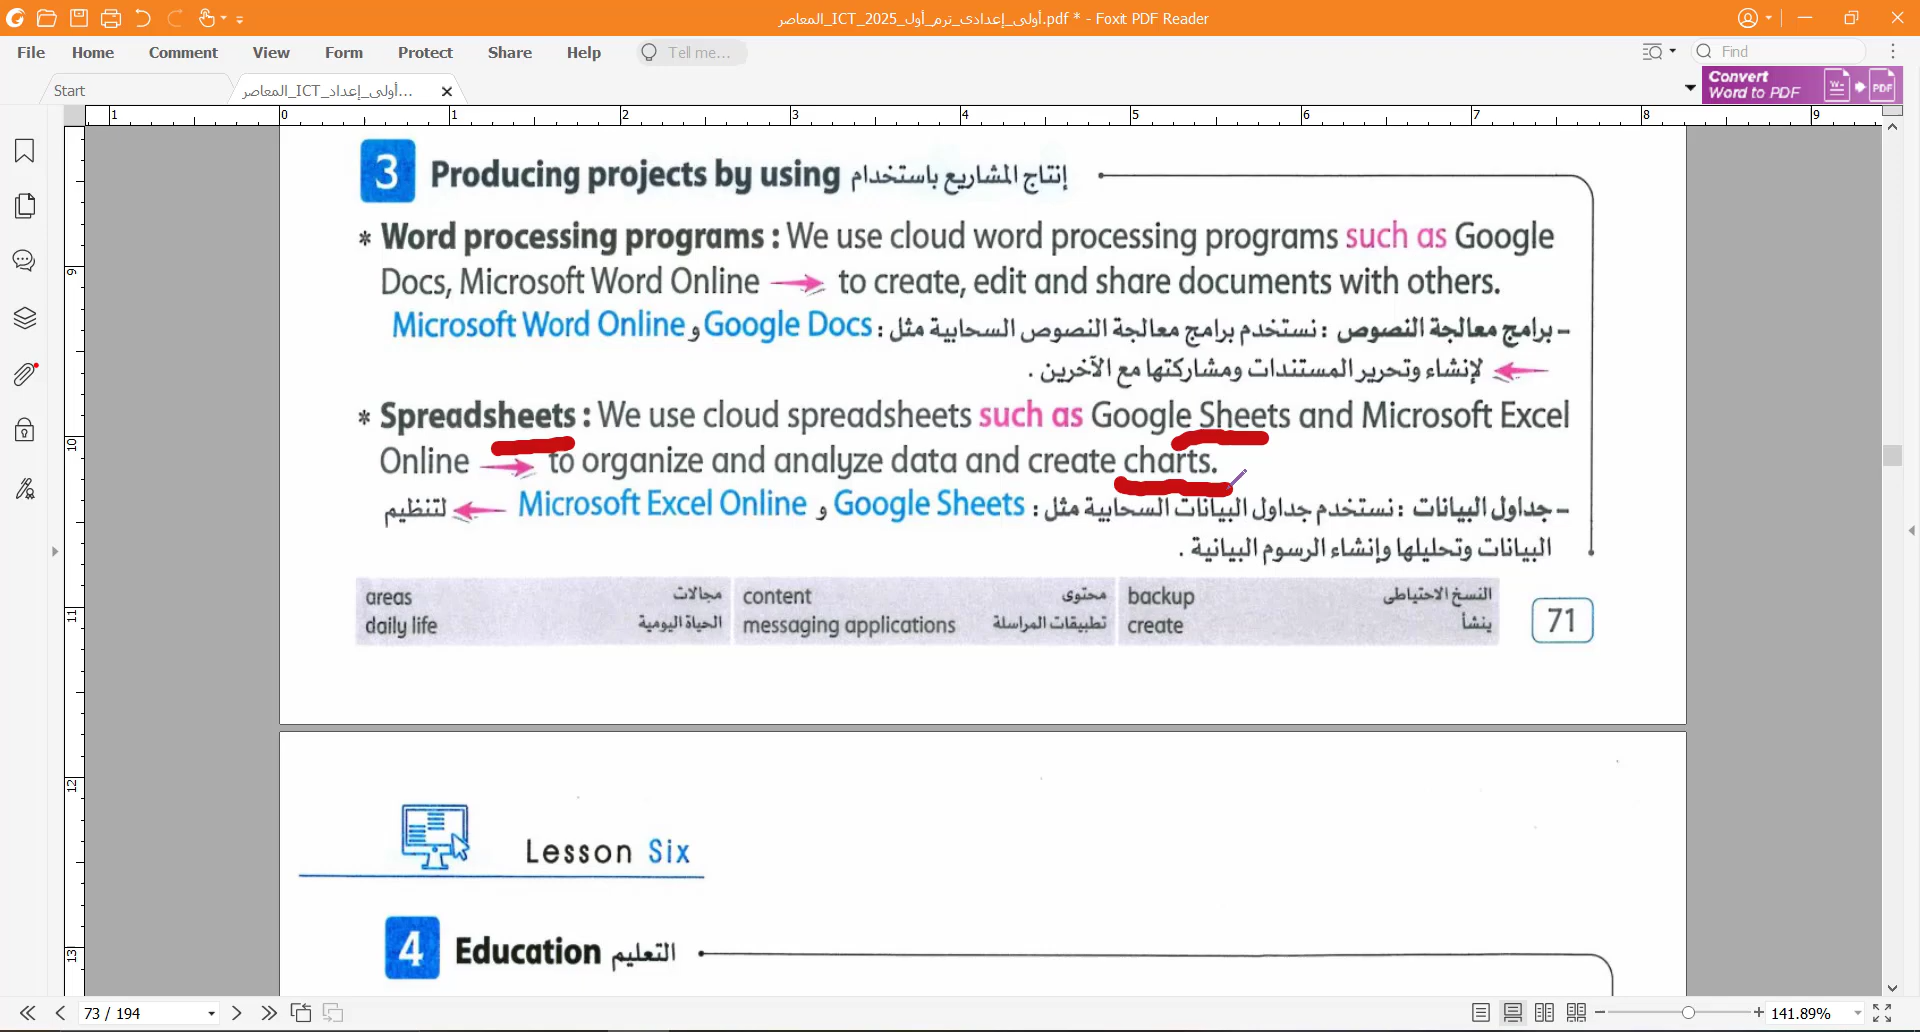 المعاصر_ICT_2025_أولى_إعدادى_ترم_أول.pdf * - Foxit PDF Reader
File Home Comment View Form Protect Share Help Tell me... Find
Start أولى_إعداد_ICT_المعاصر...
Convert
Word to PDF
3 Producing projects by using إنتاج المشاريع باستخدام
* Word processing programs : We use cloud word processing programs such as Google
Docs, Microsoft Word Online → to create, edit and share documents with others.
– برامج معالجة النصوص : نستخدم برامج معالجة النصوص السحابية مثل : Google Docs و Microsoft Word Online
← لإنشاء وتحرير المستندات ومشاركتها مع الآخرين .
* Spreadsheets : We use cloud spreadsheets such as Google Sheets and Microsoft Excel
Online → to organize and analyze data and create charts.
– جداول البيانات : نستخدم جداول البيانات السحابية مثل : Google Sheets و Microsoft Excel Online ← لتنظيم
البيانات وتحليلها وإنشاء الرسوم البيانية .
areas مجالات content محتوى backup النسخ الاحتياطى
daily life الحياة اليومية messaging applications تطبيقات المراسلة create ينشأ
71
Lesson Six
4 Education التعليم
73 / 194 141.89%